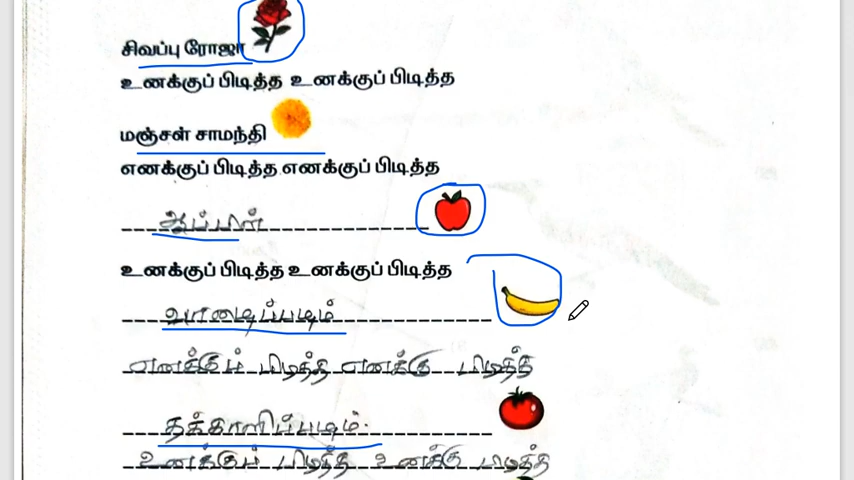 சிவப்பு ரோஜா
உனக்குப் பிடித்த உனக்குப் பிடித்த
மஞ்சள் சாமந்தி
எனக்குப் பிடித்த எனக்குப் பிடித்த
ஆப்பிள்
உனக்குப் பிடித்த உனக்குப் பிடித்த
வாழைப்பழம்
எனக்குப் பிடித்த எனக்கு பிடித்த
தக்காளிப்பழம்.
உனக்குப் பிடித்த உனக்கு பிடித்த